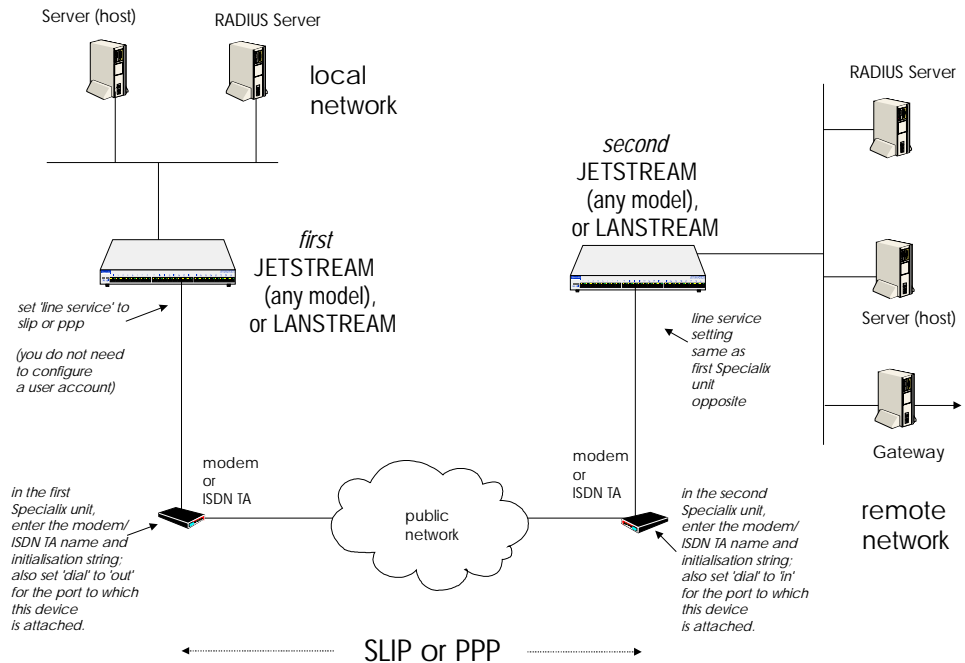 Server (host)
RADIUS Server
local
network
RADIUS Server
second
JETSTREAM
(any model),
or LANSTREAM
first
JETSTREAM
(any model),
or LANSTREAM
set 'line service' to
slip or ppp
(you do not need
to configure
a user account)
line service
setting
same as
first Specialix
unit
opposite
Server (host)
Gateway
modem
or
ISDN TA
modem
or
ISDN TA
in the first
Specialix unit,
enter the modem/
ISDN TA name and
initialisation string;
also set 'dial' to 'out'
for the port to which
this device
is attached.
public
network
in the second
Specialix unit,
enter the modem/
ISDN TA name and
initialisation string;
also set 'dial' to 'in'
for the port to which
this device
is attached.
remote
network
SLIP or PPP